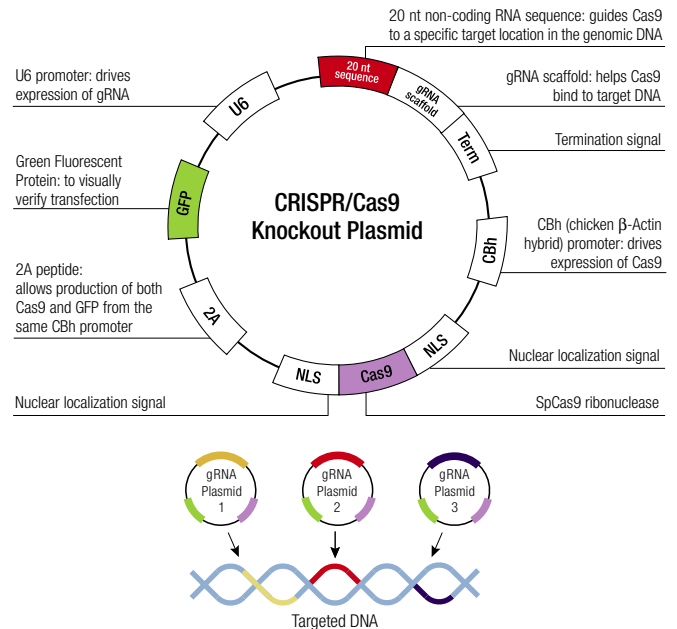 20 nt non-coding RNA sequence: guides Cas9
to a specific target location in the genomic DNA
U6 promoter: drives
expression of gRNA
20 nt
sequence
gRNA
scaffold
Term
U6
gRNA scaffold: helps Cas9
bind to target DNA
Termination signal
Green Fluorescent
Protein: to visually
verify transfection
GFP
CRISPR/Cas9
Knockout Plasmid
CBh
CBh (chicken β-Actin
hybrid) promoter: drives
expression of Cas9
2A peptide:
allows production of both
Cas9 and GFP from the
same CBh promoter
2A
NLS
Cas9
NLS
Nuclear localization signal
Nuclear localization signal
SpCas9 ribonuclease
gRNA
Plasmid
1
gRNA
Plasmid
2
gRNA
Plasmid
3
Targeted DNA